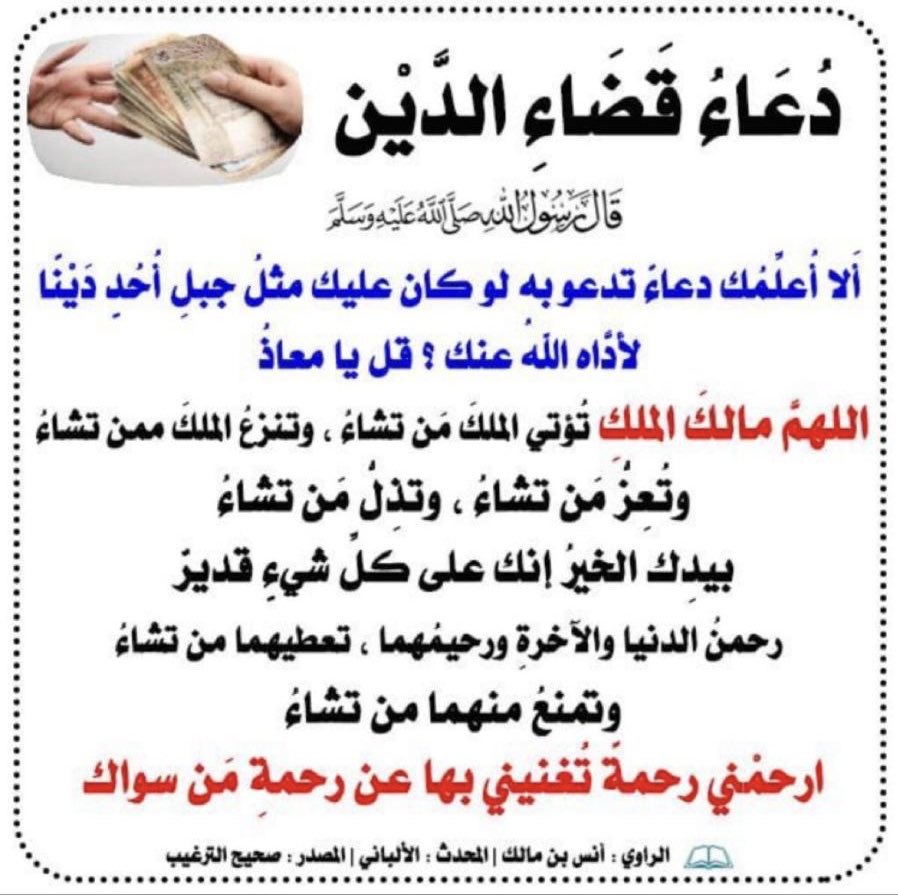 دُعَاءُ قَضَاءِ الدَّيْن
قَالَ رَسُولُ اللَّهِ صَلَّى اللَّهُ عَلَيْهِ وَسَلَّمَ
ألا أُعلِّمُك دعاءً تدعو به لو كان عليك مثلُ جبلِ أُحُدٍ دَيْنًا
لأدَّاه اللهُ عنك ؟ قل يا معاذُ
اللهمَّ مالكَ الملكِ تُؤتي الملكَ مَن تشاءُ ، وتنزعُ الملكَ ممن تشاءُ
وتُعِزُّ مَن تشاءُ ، وتذِلُّ مَن تشاءُ
بيدِك الخيرُ إنك على كلِّ شيءٍ قديرٌ
رحمنُ الدنيا والآخرةِ ورحيمُهما ، تعطيهما من تشاءُ
وتمنعُ منهما من تشاءُ
ارحمْني رحمةً تُغنيني بها عن رحمةِ مَن سواك
الراوي : أنس بن مالك | المحدث : الألباني | المصدر : صحيح الترغيب